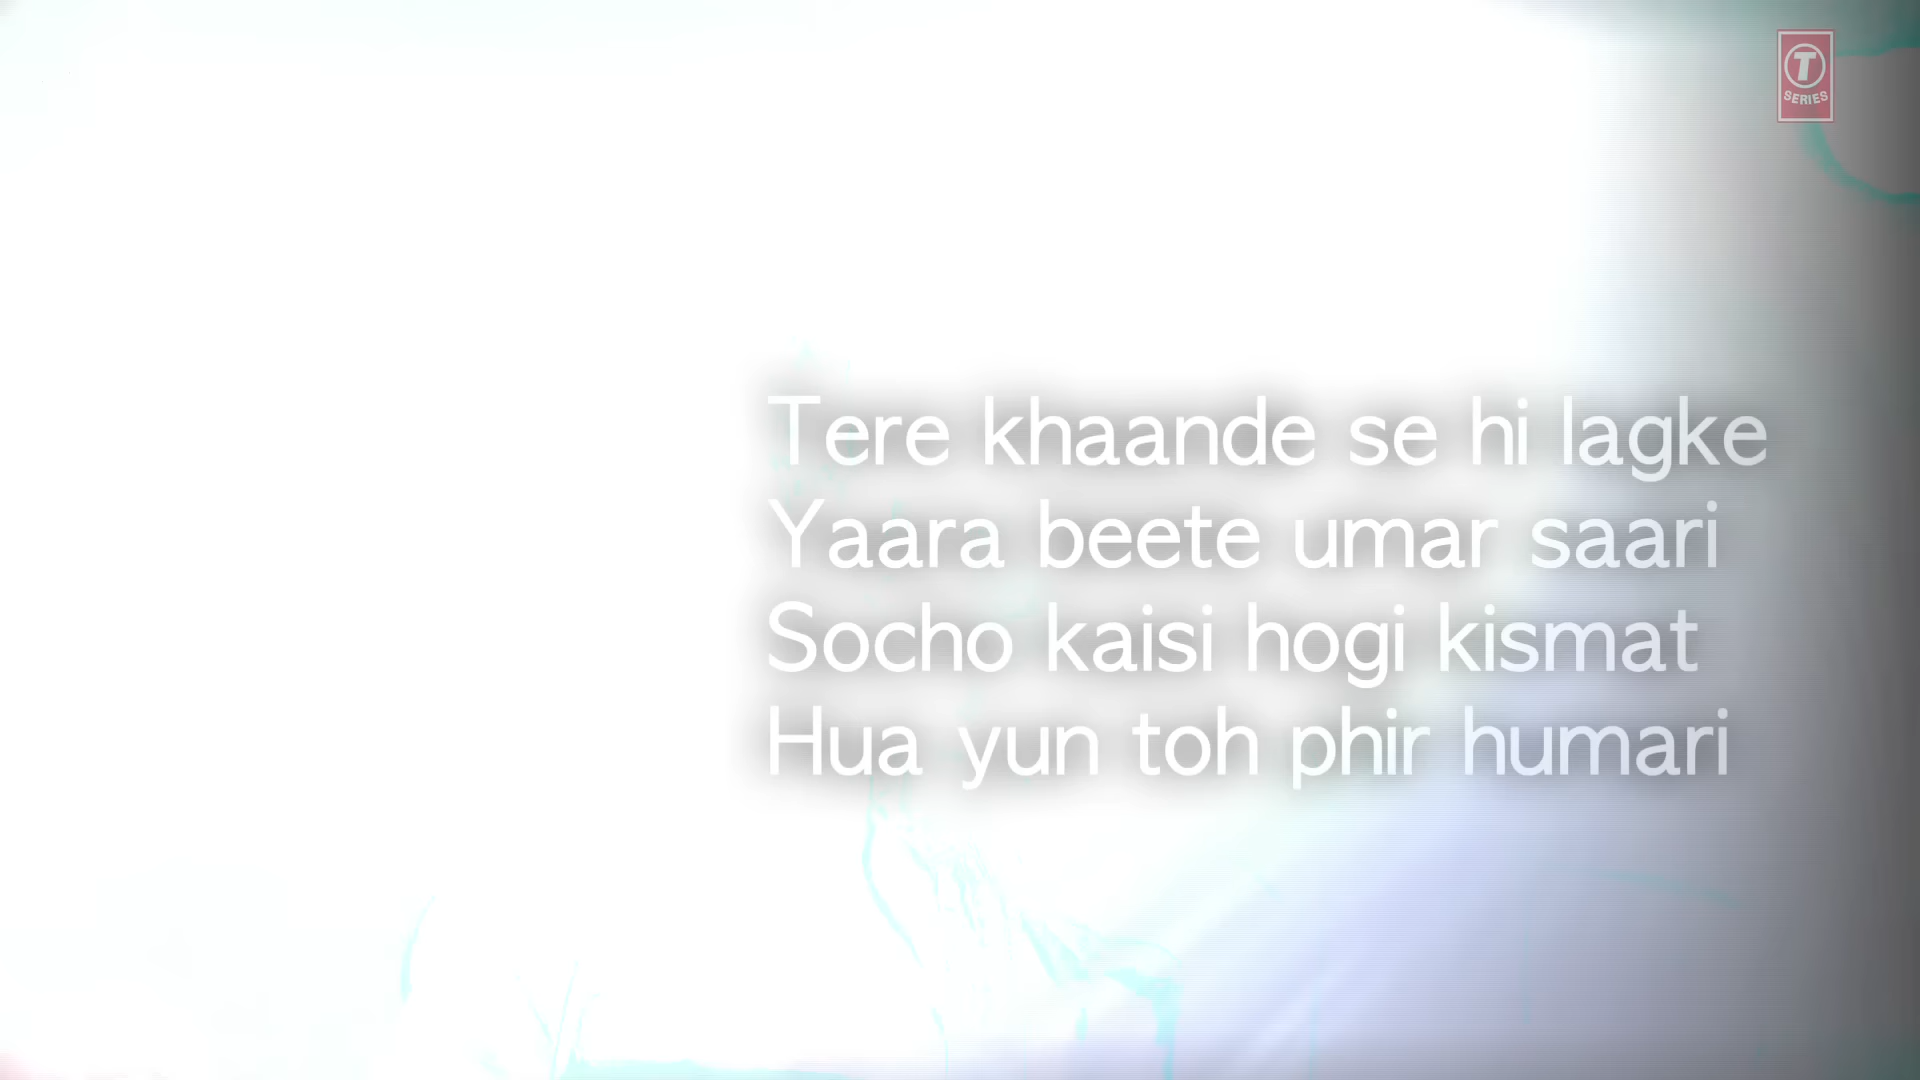 T
SERIES
Tere khaande se hi lagke
Yaara beete umar saari
Socho kaisi hogi kismat
Hua yun toh phir humari